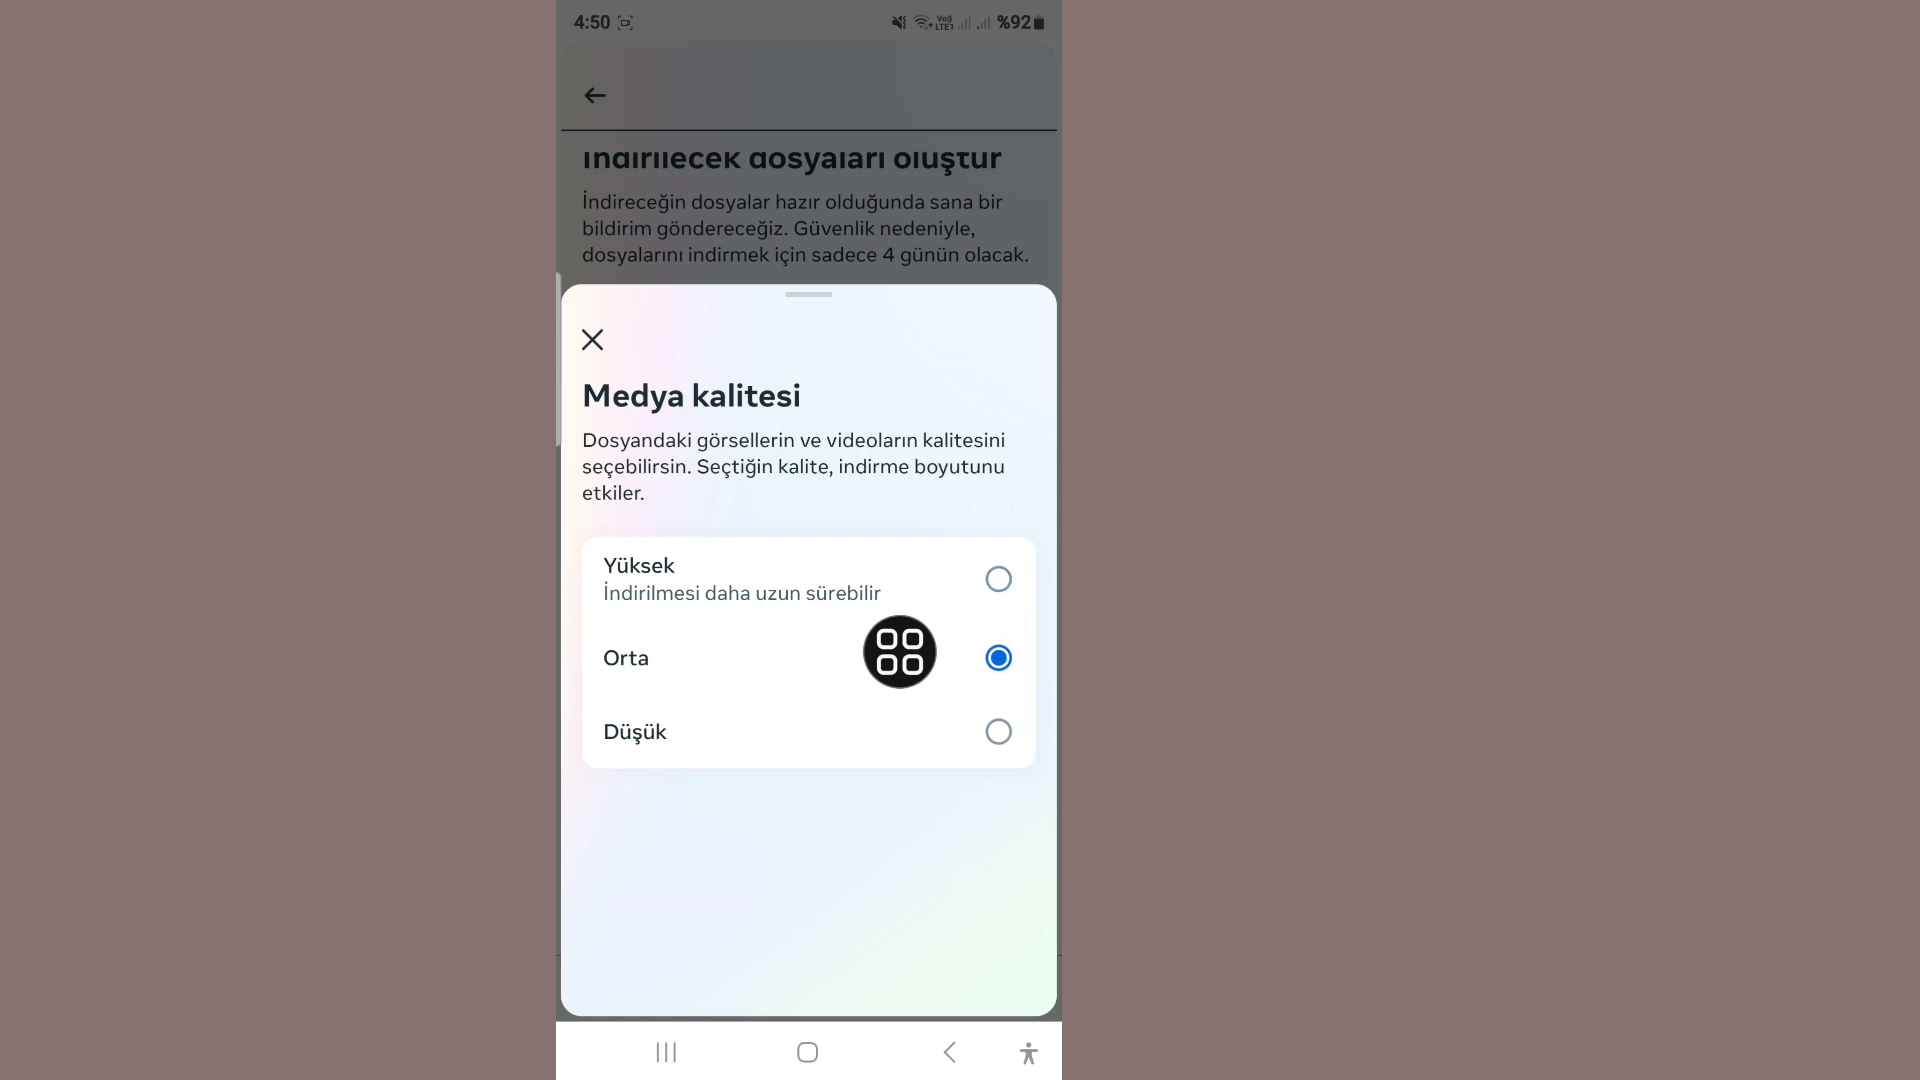 4:50
Vo))
LTE1
%92
İndirilecek dosyaları oluştur
İndireceğin dosyalar hazır olduğunda sana bir
bildirim göndereceğiz. Güvenlik nedeniyle,
dosyalarını indirmek için sadece 4 günün olacak.
Medya kalitesi
Dosyandaki görsellerin ve videoların kalitesini
seçebilirsin. Seçtiğin kalite, indirme boyutunu
etkiler.
Yüksek
İndirilmesi daha uzun sürebilir
Orta
Düşük